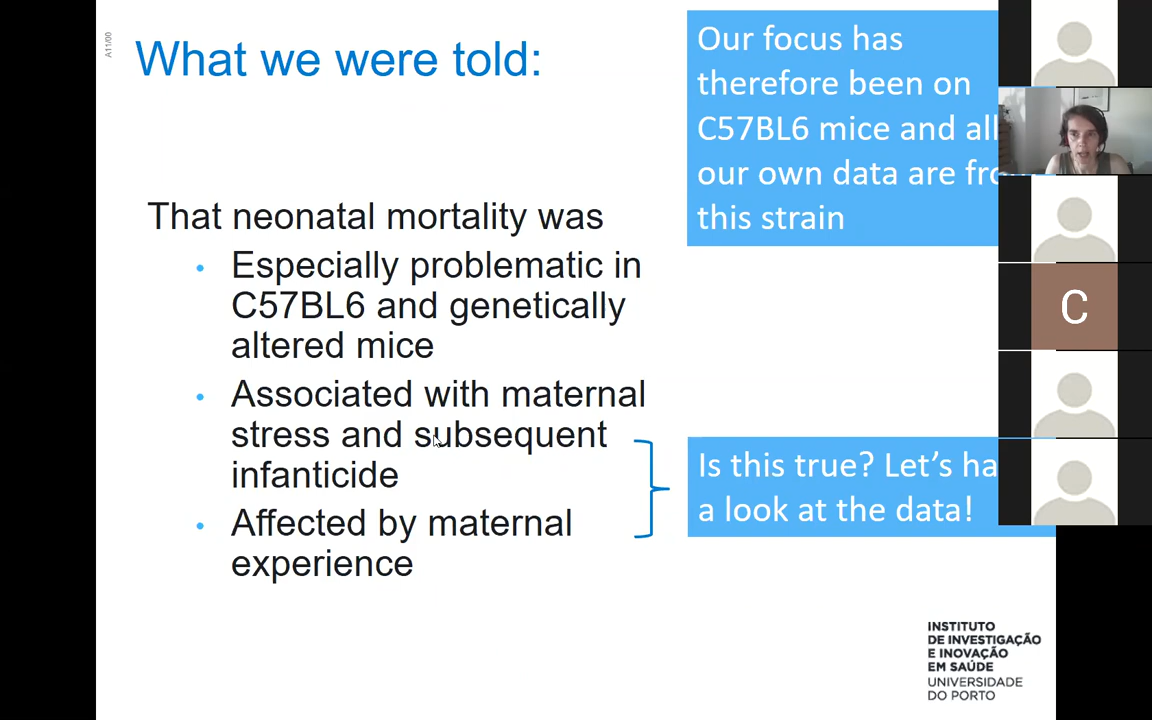 A11/00
What we were told:
Our focus has
therefore been on
C57BL6 mice and all
our own data are
this strain
That neonatal mortality was
• Especially problematic in
C57BL6 and genetically
altered mice
• Associated with maternal
stress and subsequent
infanticide
• Affected by maternal
experience
Is this true? Let’s
a look at the data!
C
INSTITUTO
DE INVESTIGAÇÃO
E INOVAÇÃO
EM SAÚDE
UNIVERSIDADE
DO PORTO